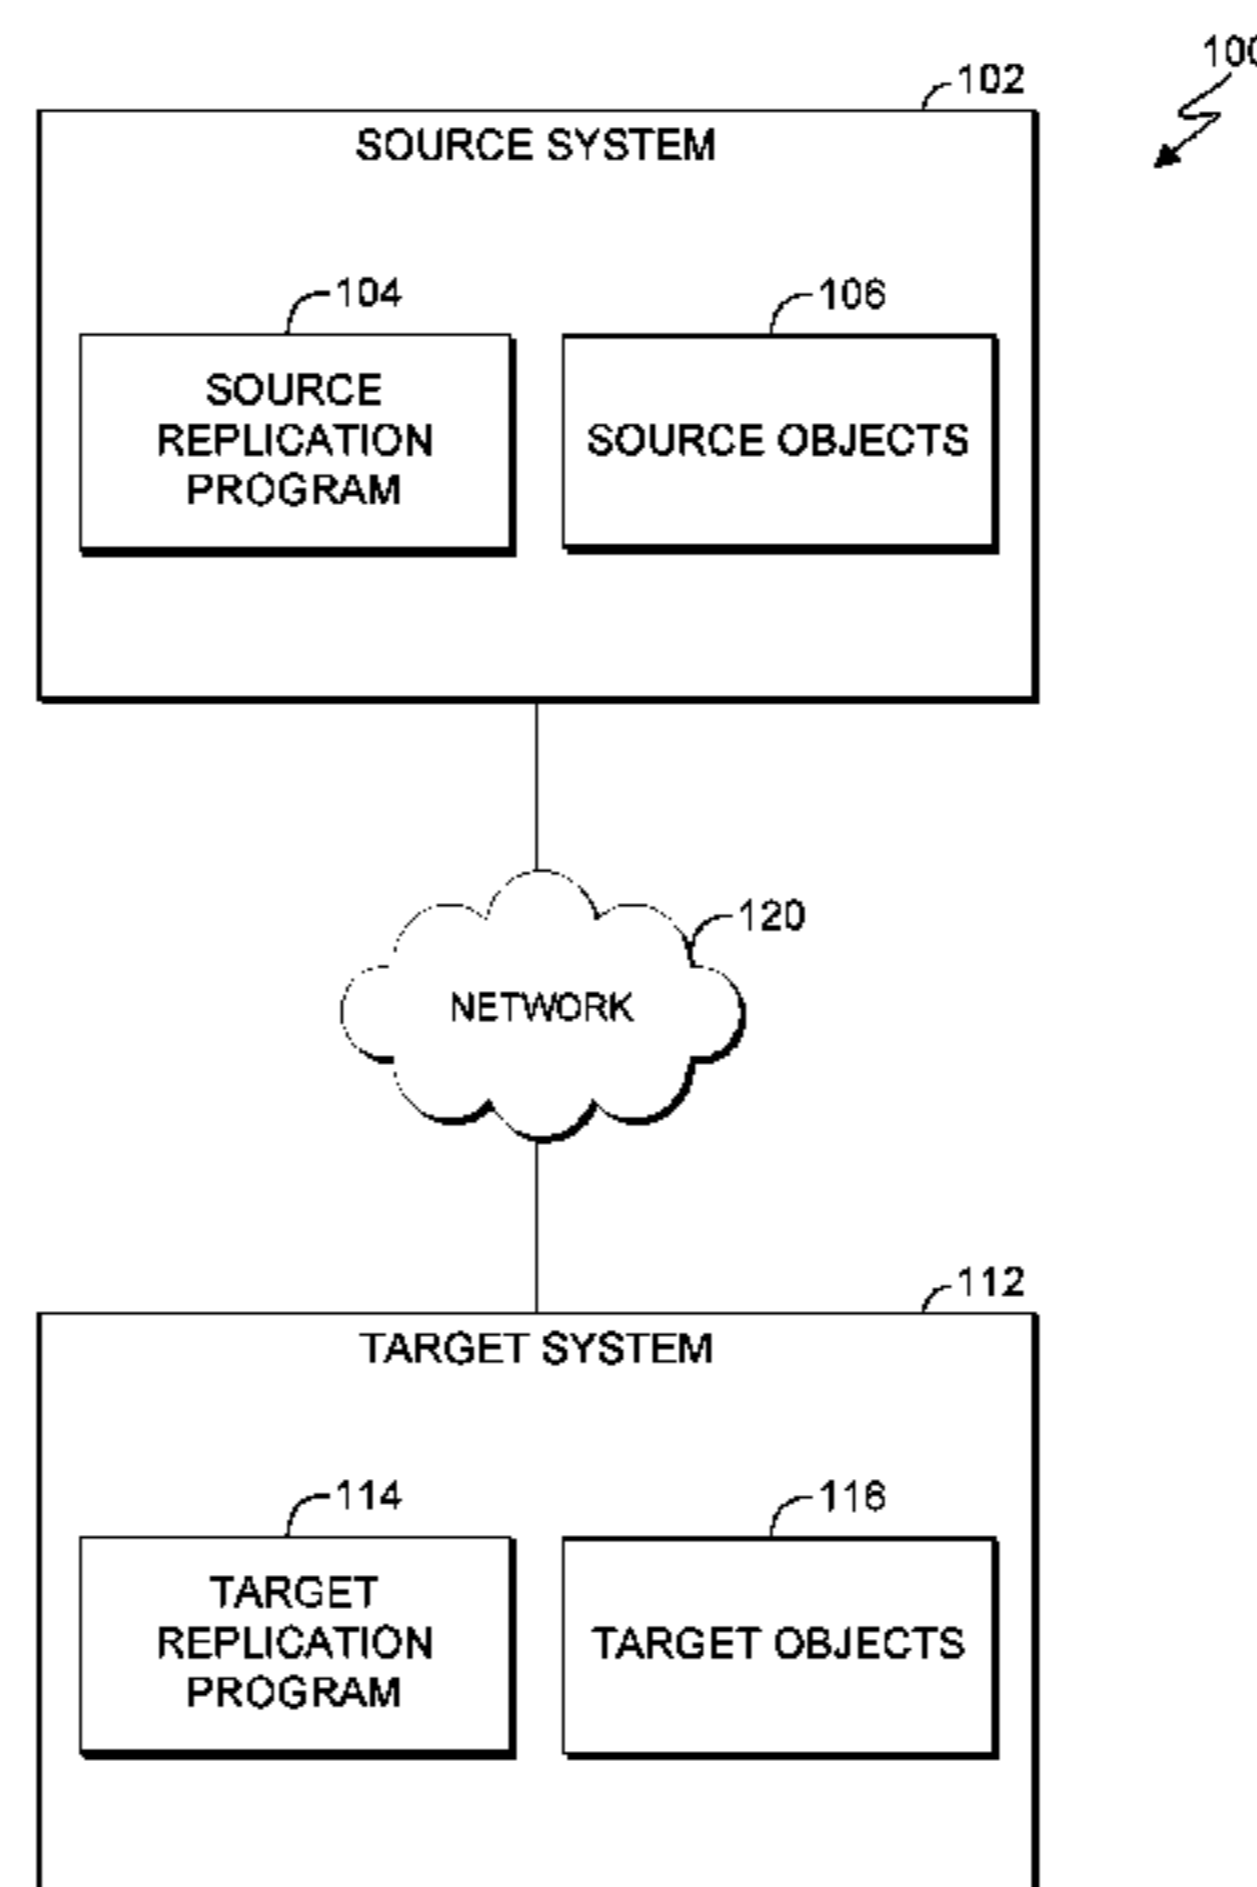 100
102
SOURCE SYSTEM
104
106
SOURCE
REPLICATION
PROGRAM
SOURCE OBJECTS
120
NETWORK
112
TARGET SYSTEM
114
116
TARGET
REPLICATION
PROGRAM
TARGET OBJECTS